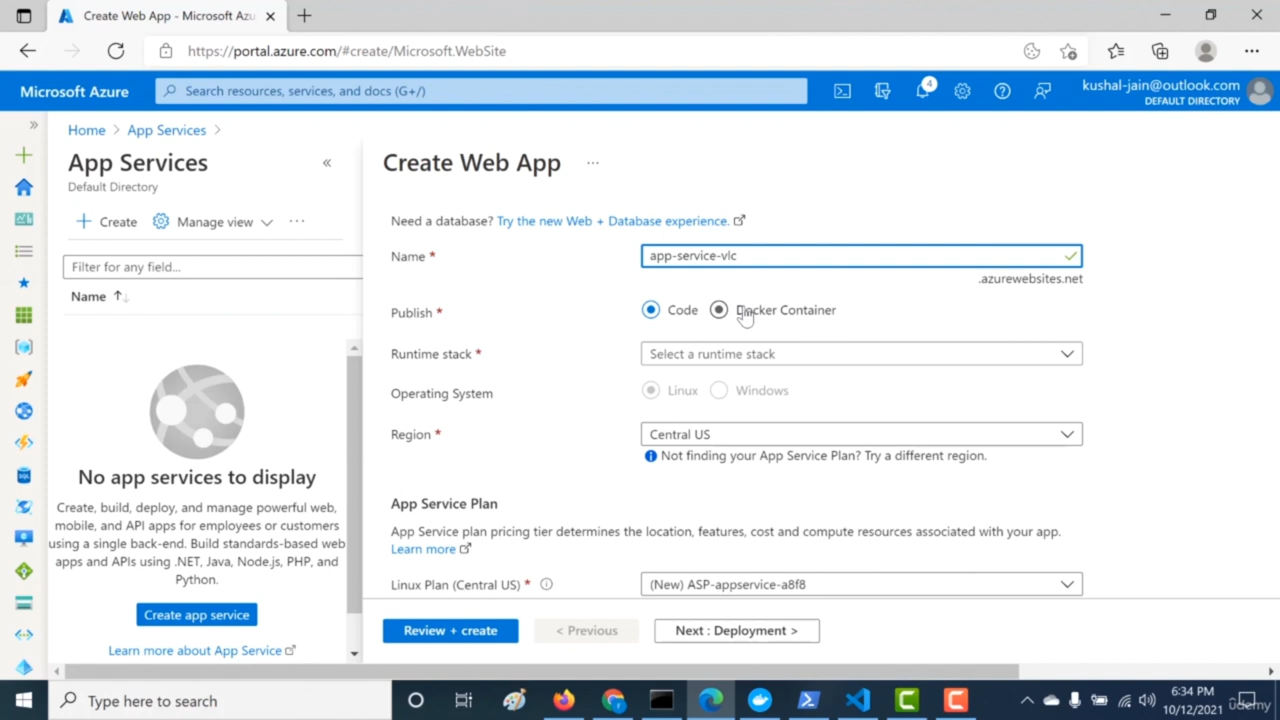 Create Web App - Microsoft Azu
https://portal.azure.com/#create/Microsoft.WebSite
Microsoft Azure
Search resources, services, and docs (G+/)
4
kushal-jain@outlook.com
DEFAULT DIRECTORY
Home > App Services >
App Services
Default Directory
+ Create
Manage view
Filter for any field...
Name
No app services to display
Create, build, deploy, and manage powerful web,
mobile, and API apps for employees or customers
using a single back-end. Build standards-based web
apps and APIs using .NET, Java, Node.js, PHP, and
Python.
Create app service
Learn more about App Service
Create Web App ...
Need a database? Try the new Web + Database experience.
Name *
app-service-vlc
.azurewebsites.net
Publish *
Code
Docker Container
Runtime stack *
Select a runtime stack
Operating System
Linux
Windows
Region *
Central US
Not finding your App Service Plan? Try a different region.
App Service Plan
App Service plan pricing tier determines the location, features, cost and compute resources associated with your app.
Learn more
Linux Plan (Central US) *
(New) ASP-appservice-a8f8
Review + create
< Previous
Next : Deployment >
Type here to search
6:34 PM
10/12/2021
udemy